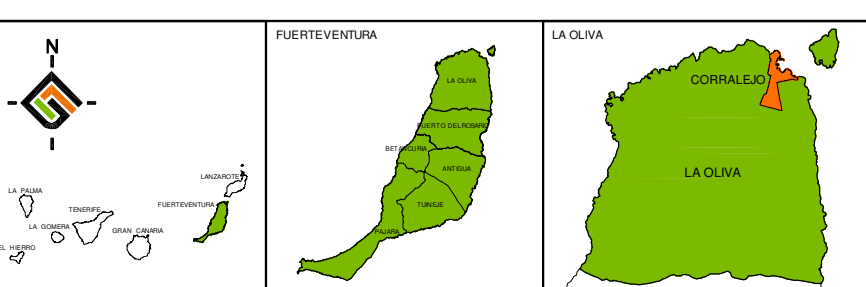 N
LANZAROTE
LA PALMA
FUERTEVENTURA
TENERIFE
LA GOMERA
GRAN CANARIA
EL HIERRO
FUERTEVENTURA
LA OLIVA
PUERTO DEL ROSARIO
BETANCURIA
ANTIGUA
TUINEJE
PAJARA
LA OLIVA
CORRALEJO
LA OLIVA